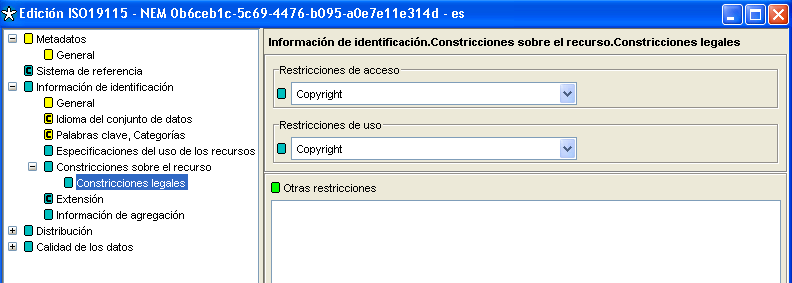 Edición ISO19115 - NEM 0b6ceb1c-5c69-4476-b095-a0e7e11e314d - es
Metadatos
General
Sistema de referencia
Información de identificación
General
Idioma del conjunto de datos
Palabras clave, Categorías
Especificaciones del uso de los recursos
Constricciones sobre el recurso
Constricciones legales
Extensión
Información de agregación
Distribución
Calidad de los datos
Información de identificación.Constricciones sobre el recurso.Constricciones legales
Restricciones de acceso
Copyright
Restricciones de uso
Copyright
Otras restricciones